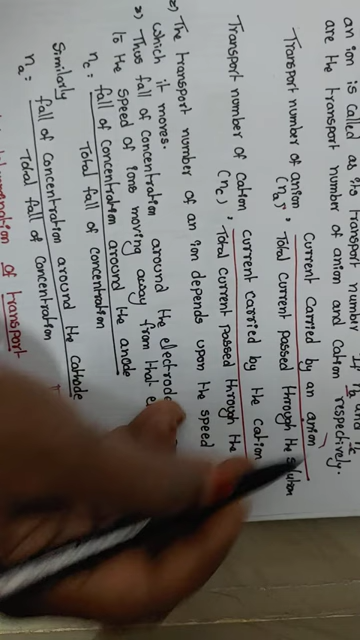 an ion is called as its transport number
are the transport number of anion and cation respectively.
Transport number of anion Current carried by an anion
(na) = Total current passed through the solution
Transport number of cation current carried by the cation
(nc) = Total current passed through the
The transport number of an ion depends upon the speed
which it moves.
2) Thus fall of concentration around the electrode
to the speed of ions moving away from that
nc = fall of concentration around the anode
Total fall of concentration
Similarly
na = fall of concentration around the cathode
Total fall of concentration
of transport